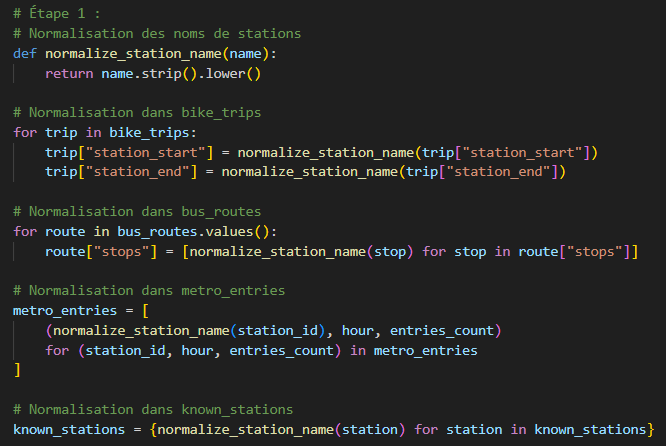 # Étape 1 :
# Normalisation des noms de stations
def normalize_station_name(name):
    return name.strip().lower()

# Normalisation dans bike_trips
for trip in bike_trips:
    trip["station_start"] = normalize_station_name(trip["station_start"])
    trip["station_end"] = normalize_station_name(trip["station_end"])

# Normalisation dans bus_routes
for route in bus_routes.values():
    route["stops"] = [normalize_station_name(stop) for stop in route["stops"]]

# Normalisation dans metro_entries
metro_entries = [
    (normalize_station_name(station_id), hour, entries_count)
    for (station_id, hour, entries_count) in metro_entries
]

# Normalisation dans known_stations
known_stations = {normalize_station_name(station) for station in known_stations}